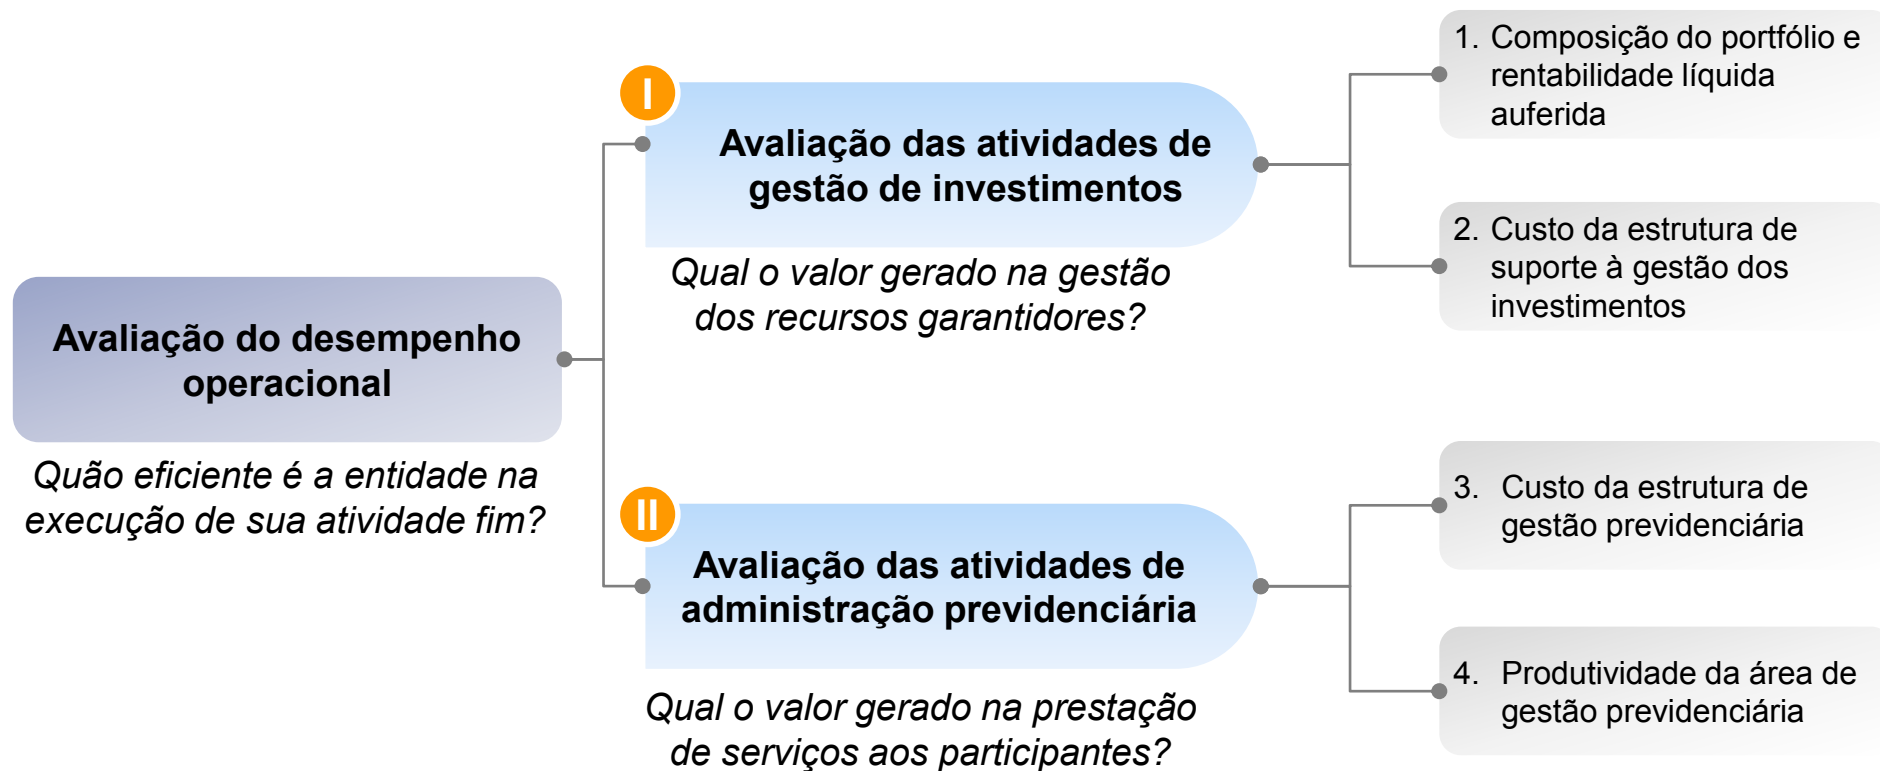 Avaliação do desempenho
operacional
Quão eficiente é a entidade na
execução de sua atividade fim?
I
Avaliação das atividades de
gestão de investimentos
Qual o valor gerado na gestão
dos recursos garantidores?
1. Composição do portfólio e
rentabilidade líquida
auferida
2. Custo da estrutura de
suporte à gestão dos
investimentos
II
Avaliação das atividades de
administração previdenciária
Qual o valor gerado na prestação
de serviços aos participantes?
3. Custo da estrutura de
gestão previdenciária
4. Produtividade da área de
gestão previdenciária